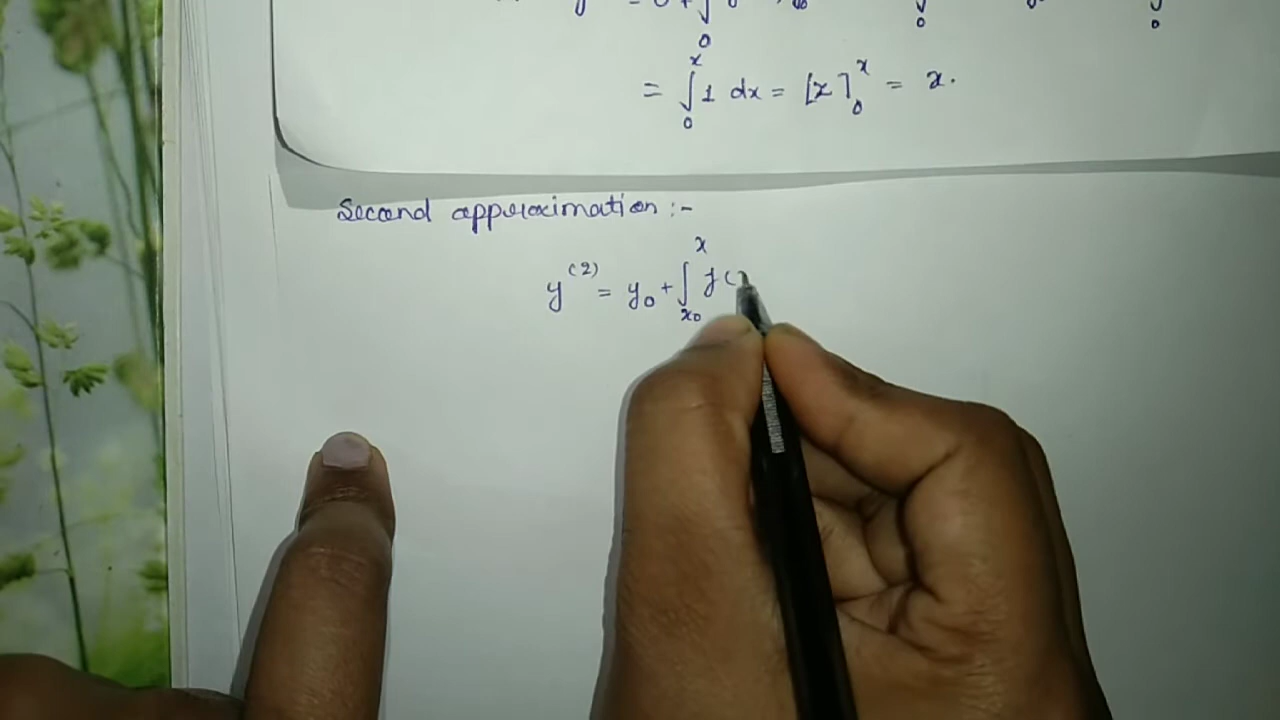 = ∫₀ˣ 1 dx = [x]₀ˣ = x.
Second approximation :-
y⁽²⁾ = y₀ + ∫ₓ₀ˣ f(